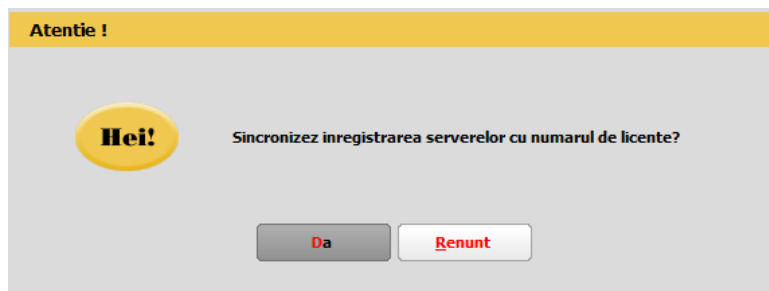 Atentie !
Hei!
Sincronizez inregistrarea serverelor cu numarul de licente?
Da
Renunt